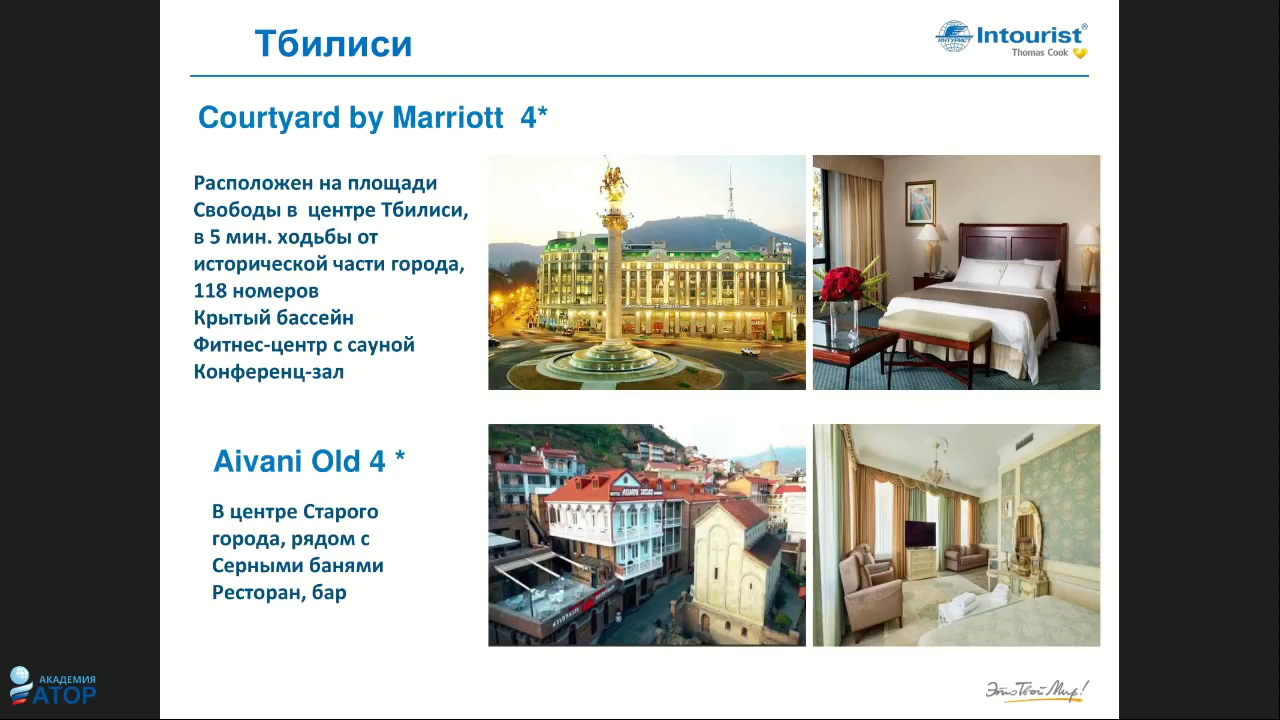 Тбилиси
ИНТУРИСТ
Intourist®
Thomas Cook
Courtyard by Marriott 4*
Расположен на площади
Свободы в центре Тбилиси,
в 5 мин. ходьбы от
исторической части города,
118 номеров
Крытый бассейн
Фитнес-центр с сауной
Конференц-зал
Aivani Old 4 *
В центре Старого
города, рядом с
Серными банями
Ресторан, бар
АКАДЕМИЯ
АТОР
Это Твой Мир!